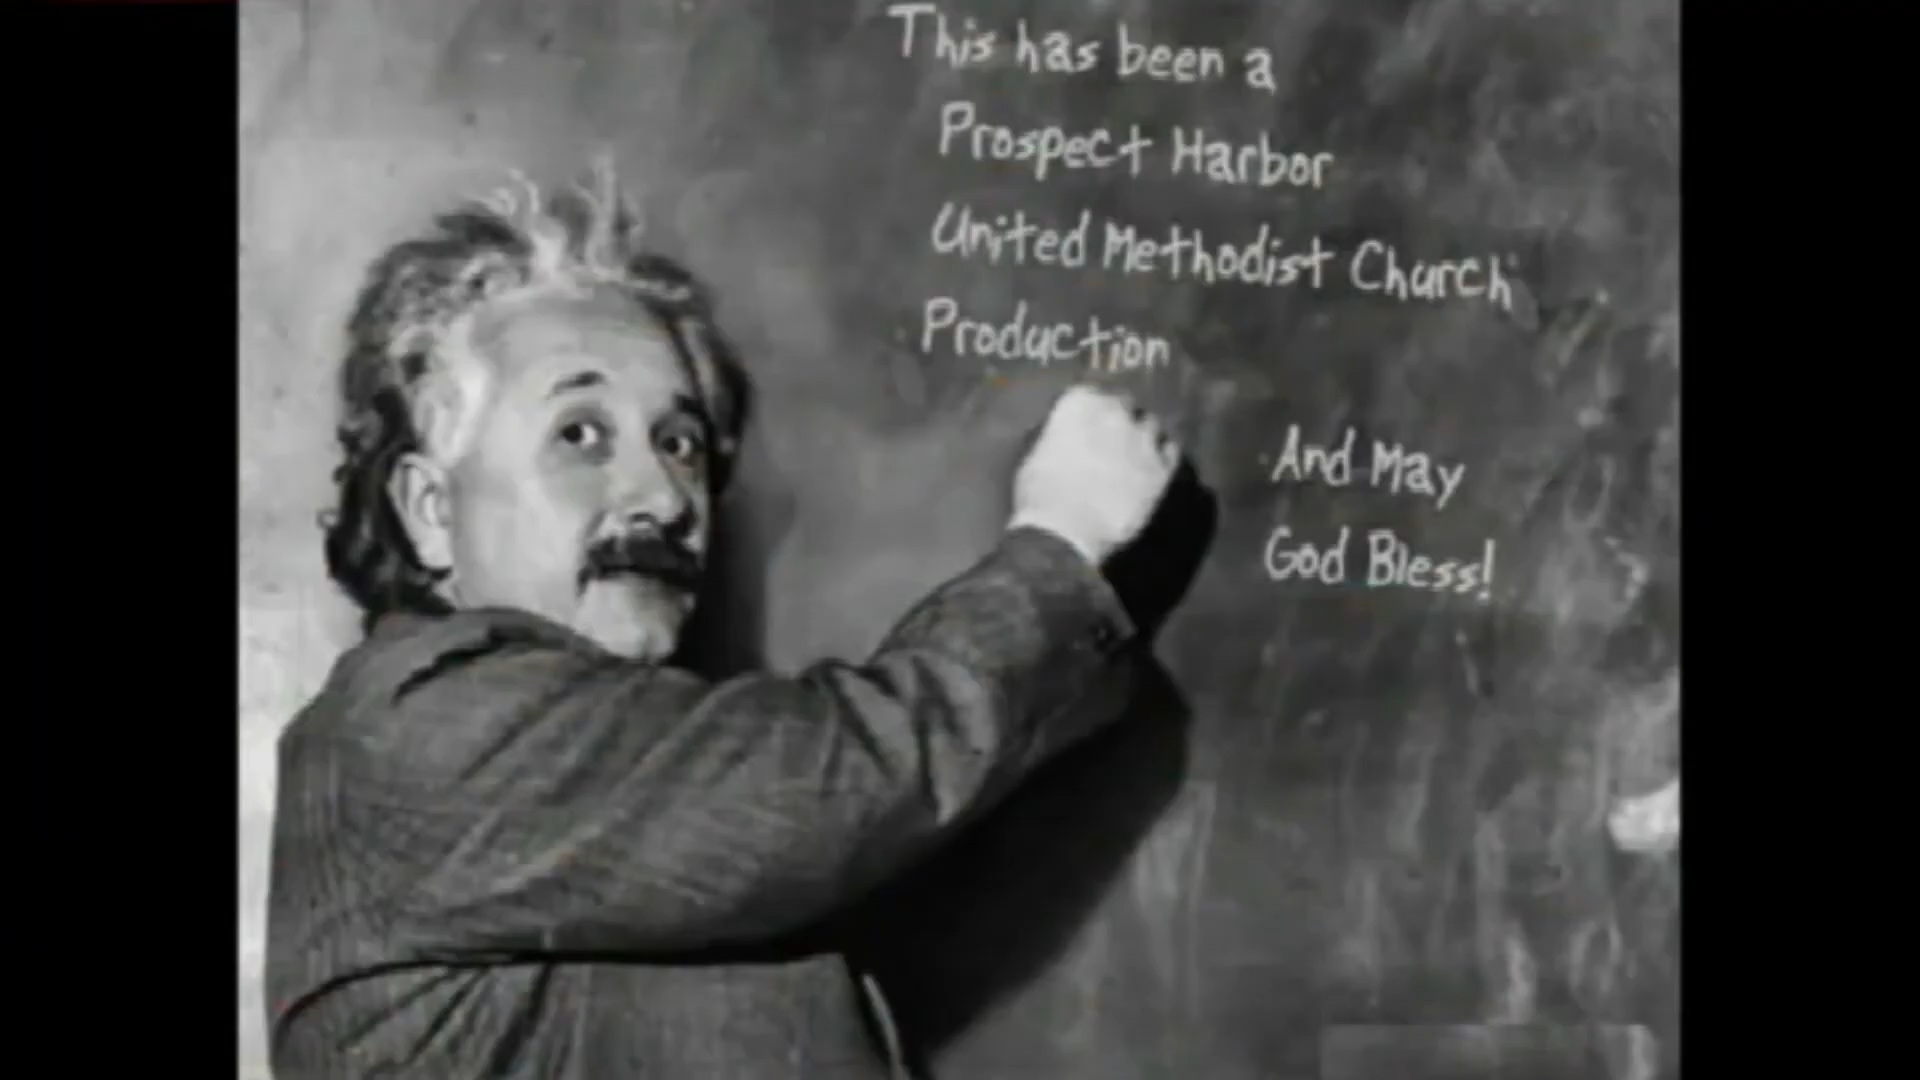 This has been a
Prospect Harbor
United Methodist Church
Production
And May
God Bless!